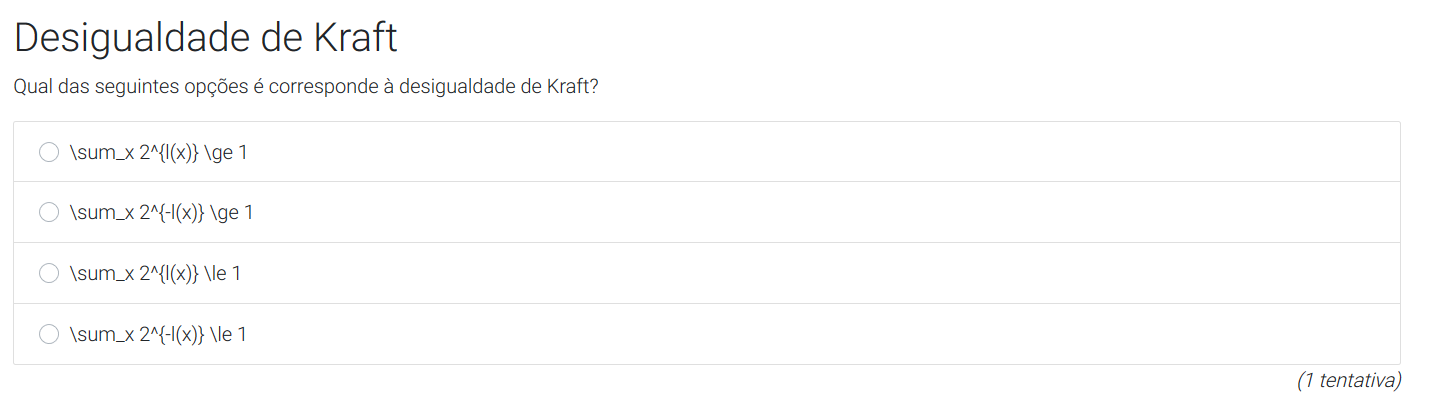 Desigualdade de Kraft
Qual das seguintes opções é corresponde à desigualdade de Kraft?
\sum_x 2^{l(x)} \ge 1
\sum_x 2^{-l(x)} \ge 1
\sum_x 2^{l(x)} \le 1
\sum_x 2^{-l(x)} \le 1
(1 tentativa)